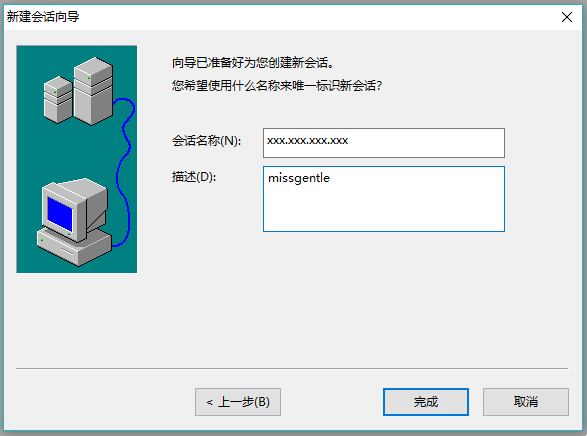 新建会话向导
向导已准备好为您创建新会话。
您希望使用什么名称来唯一标识新会话?
会话名称(N):
xxx.xxx.xxx.xxx
描述(D):
missgentle
< 上一步(B)
完成
取消